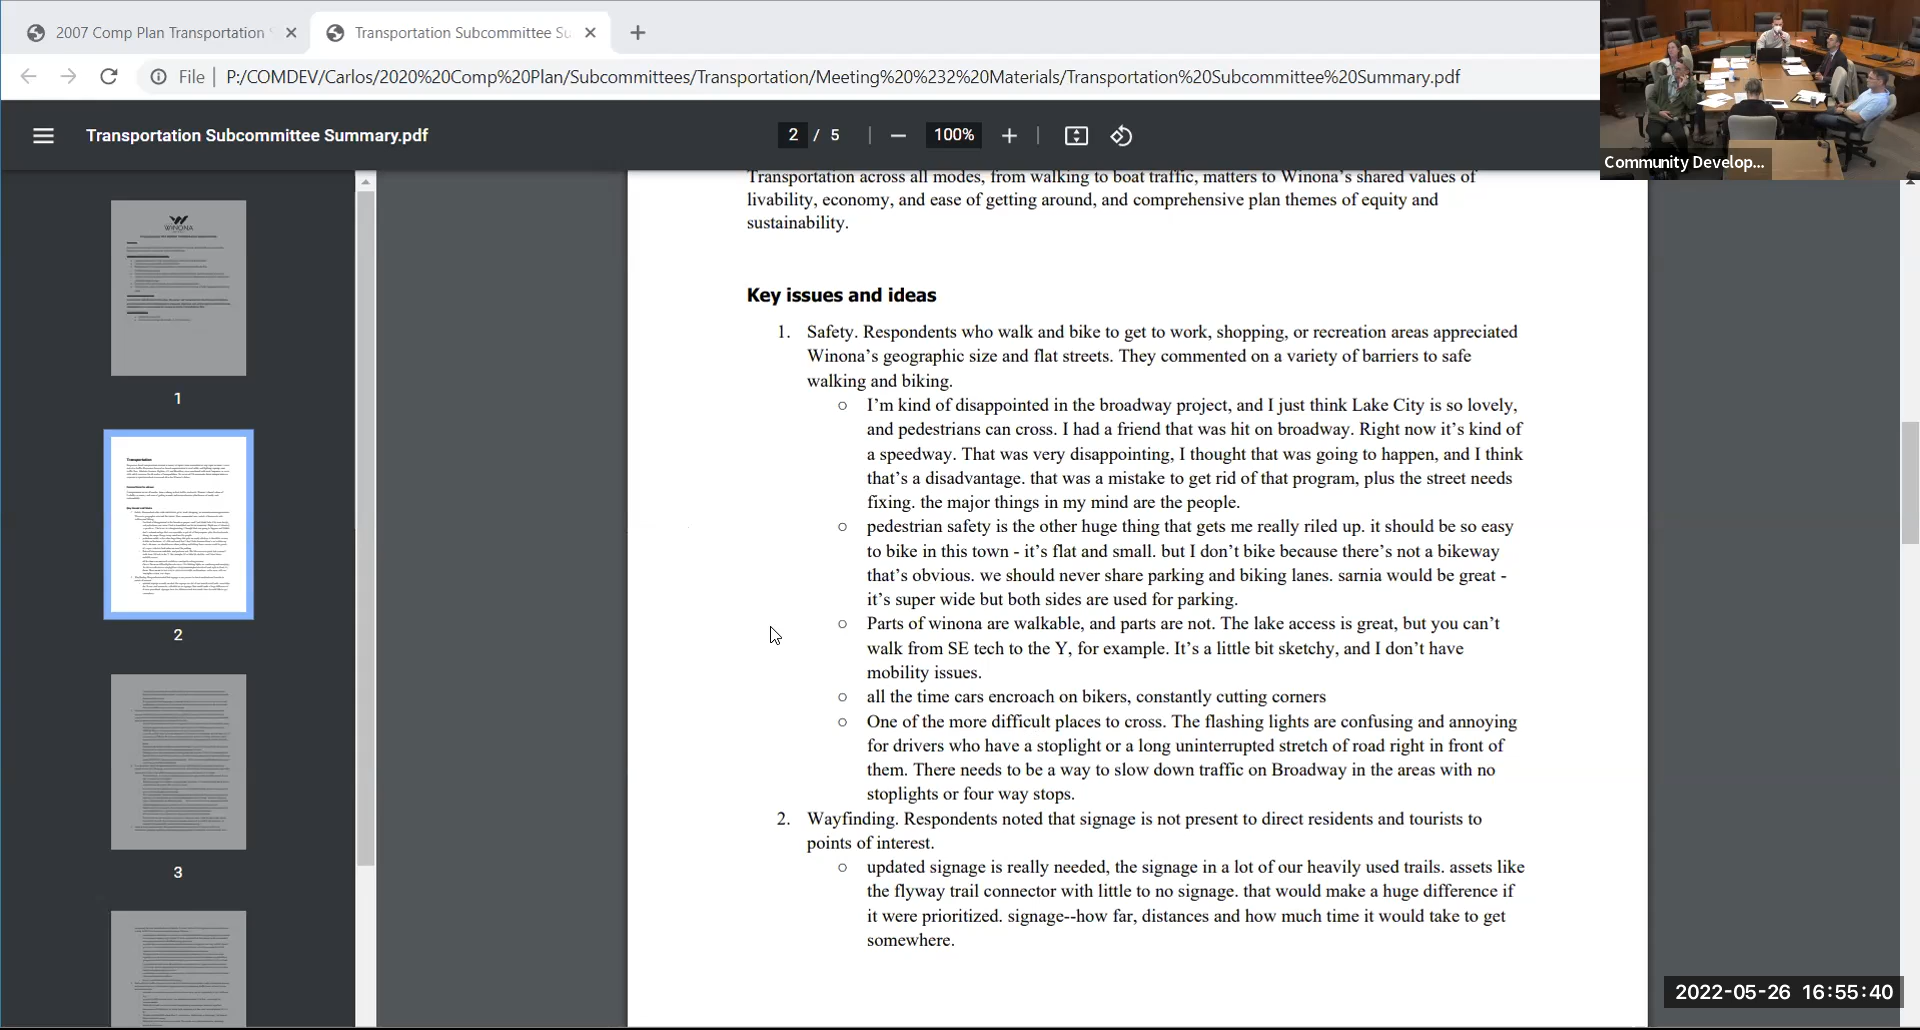 2007 Comp Plan Transportation
Transportation Subcommittee Su
File
P:/COMDEV/Carlos/2020%20Comp%20Plan/Subcommittees/Transportation/Meeting%20%232%20Materials/Transportation%20Subcommittee%20Summary.pdf
Transportation Subcommittee Summary.pdf
2 / 5
100%
Community Develop...
WINONA
1
2
3
Transportation across all modes, from walking to boat traffic, matters to Winona's shared values of
livability, economy, and ease of getting around, and comprehensive plan themes of equity and
sustainability.
Key issues and ideas
1. Safety. Respondents who walk and bike to get to work, shopping, or recreation areas appreciated
Winona's geographic size and flat streets. They commented on a variety of barriers to safe
walking and biking.
○ I'm kind of disappointed in the broadway project, and I just think Lake City is so lovely,
and pedestrians can cross. I had a friend that was hit on broadway. Right now it's kind of
a speedway. That was very disappointing, I thought that was going to happen, and I think
that's a disadvantage. that was a mistake to get rid of that program, plus the street needs
fixing. the major things in my mind are the people.
○ pedestrian safety is the other huge thing that gets me really riled up. it should be so easy
to bike in this town - it's flat and small. but I don't bike because there's not a bikeway
that's obvious. we should never share parking and biking lanes. sarnia would be great -
it's super wide but both sides are used for parking.
○ Parts of winona are walkable, and parts are not. The lake access is great, but you can't
walk from SE tech to the Y, for example. It's a little bit sketchy, and I don't have
mobility issues.
○ all the time cars encroach on bikers, constantly cutting corners
○ One of the more difficult places to cross. The flashing lights are confusing and annoying
for drivers who have a stoplight or a long uninterrupted stretch of road right in front of
them. There needs to be a way to slow down traffic on Broadway in the areas with no
stoplights or four way stops.
2. Wayfinding. Respondents noted that signage is not present to direct residents and tourists to
points of interest.
○ updated signage is really needed, the signage in a lot of our heavily used trails. assets like
the flyway trail connector with little to no signage. that would make a huge difference if
it were prioritized. signage--how far, distances and how much time it would take to get
somewhere.
2022-05-26 16:55:40